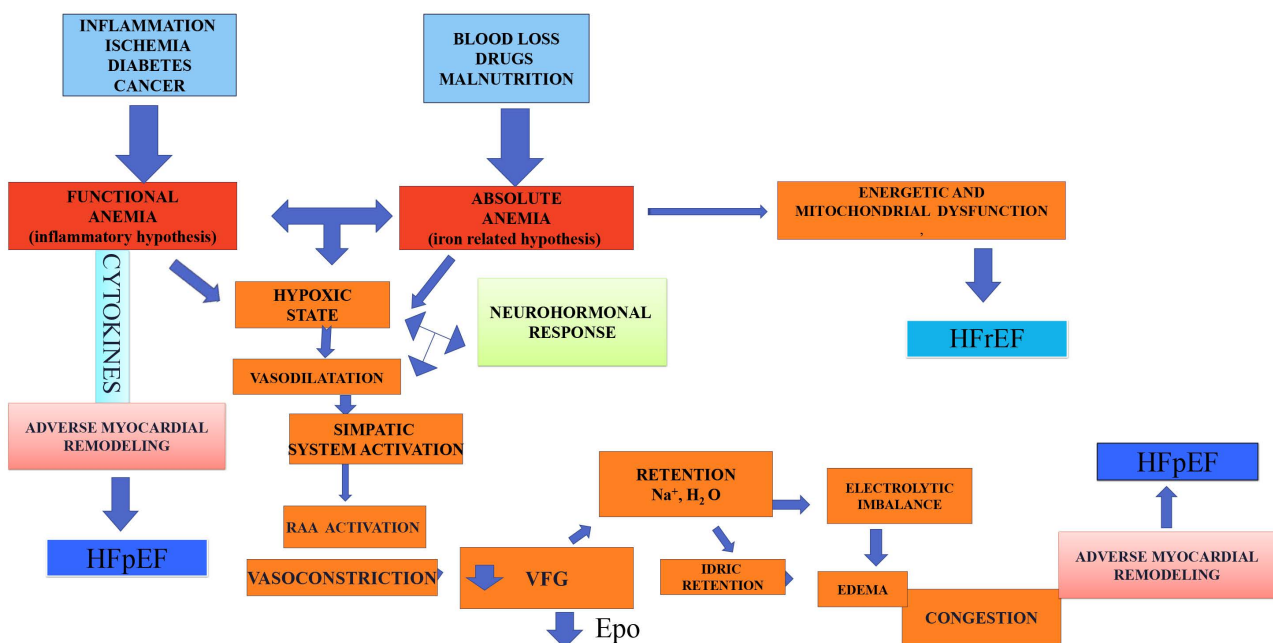 INFLAMMATION
ISCHEMIA
DIABETES
CANCER
BLOOD LOSS
DRUGS
MALNUTRITION
FUNCTIONAL
ANEMIA
(inflammatory hypothesis)
ABSOLUTE
ANEMIA
(iron related hypothesis)
ENERGETIC AND
MITOCHONDRIAL DYSFUNCTION
,
CYTOKINES
HYPOXIC
STATE
NEUROHORMONAL
RESPONSE
HFrEF
VASODILATATION
ADVERSE MYOCARDIAL
REMODELING
SIMPATIC
SYSTEM ACTIVATION
HFpEF
RETENTION
Na⁺, H₂ O
ELECTROLYTIC
IMBALANCE
HFpEF
RAA ACTIVATION
VASOCONSTRICTION
VFG
IDRIC
RETENTION
EDEMA
CONGESTION
ADVERSE MYOCARDIAL
REMODELING
Epo